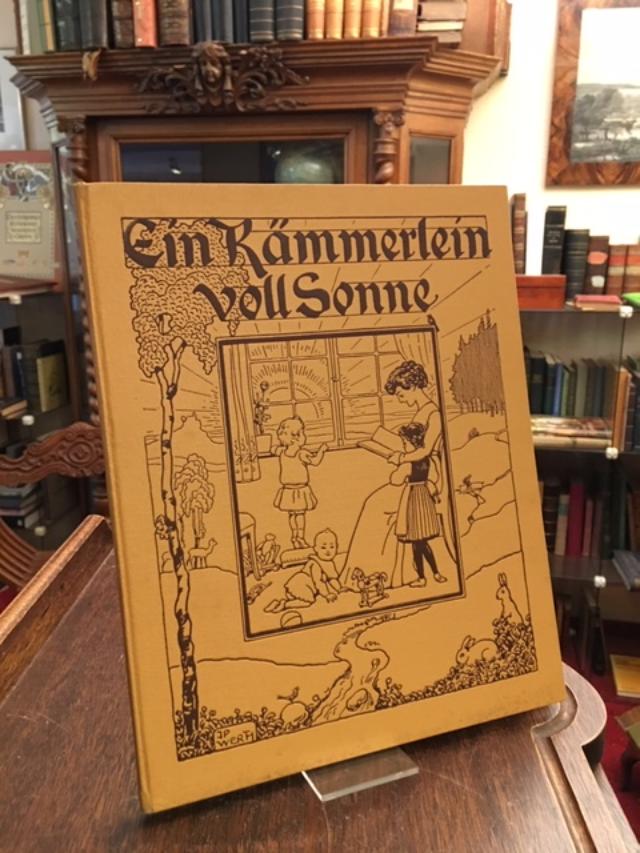 Ein Kämmerlein
voll Sonne
JP
WERTH